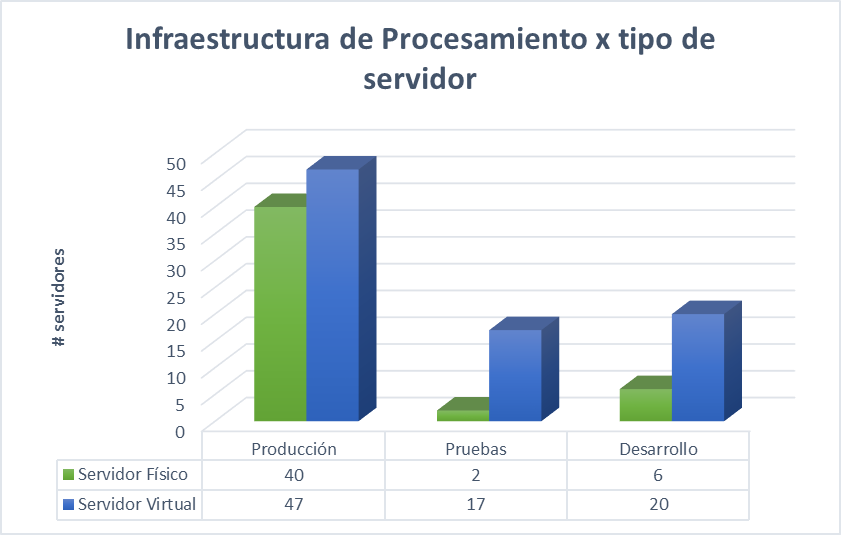 Infraestructura de Procesamiento x tipo de
servidor
# servidores
50
45
40
35
30
25
20
15
10
5
0
Producción Pruebas Desarrollo
Servidor Físico 40 2 6
Servidor Virtual 47 17 20